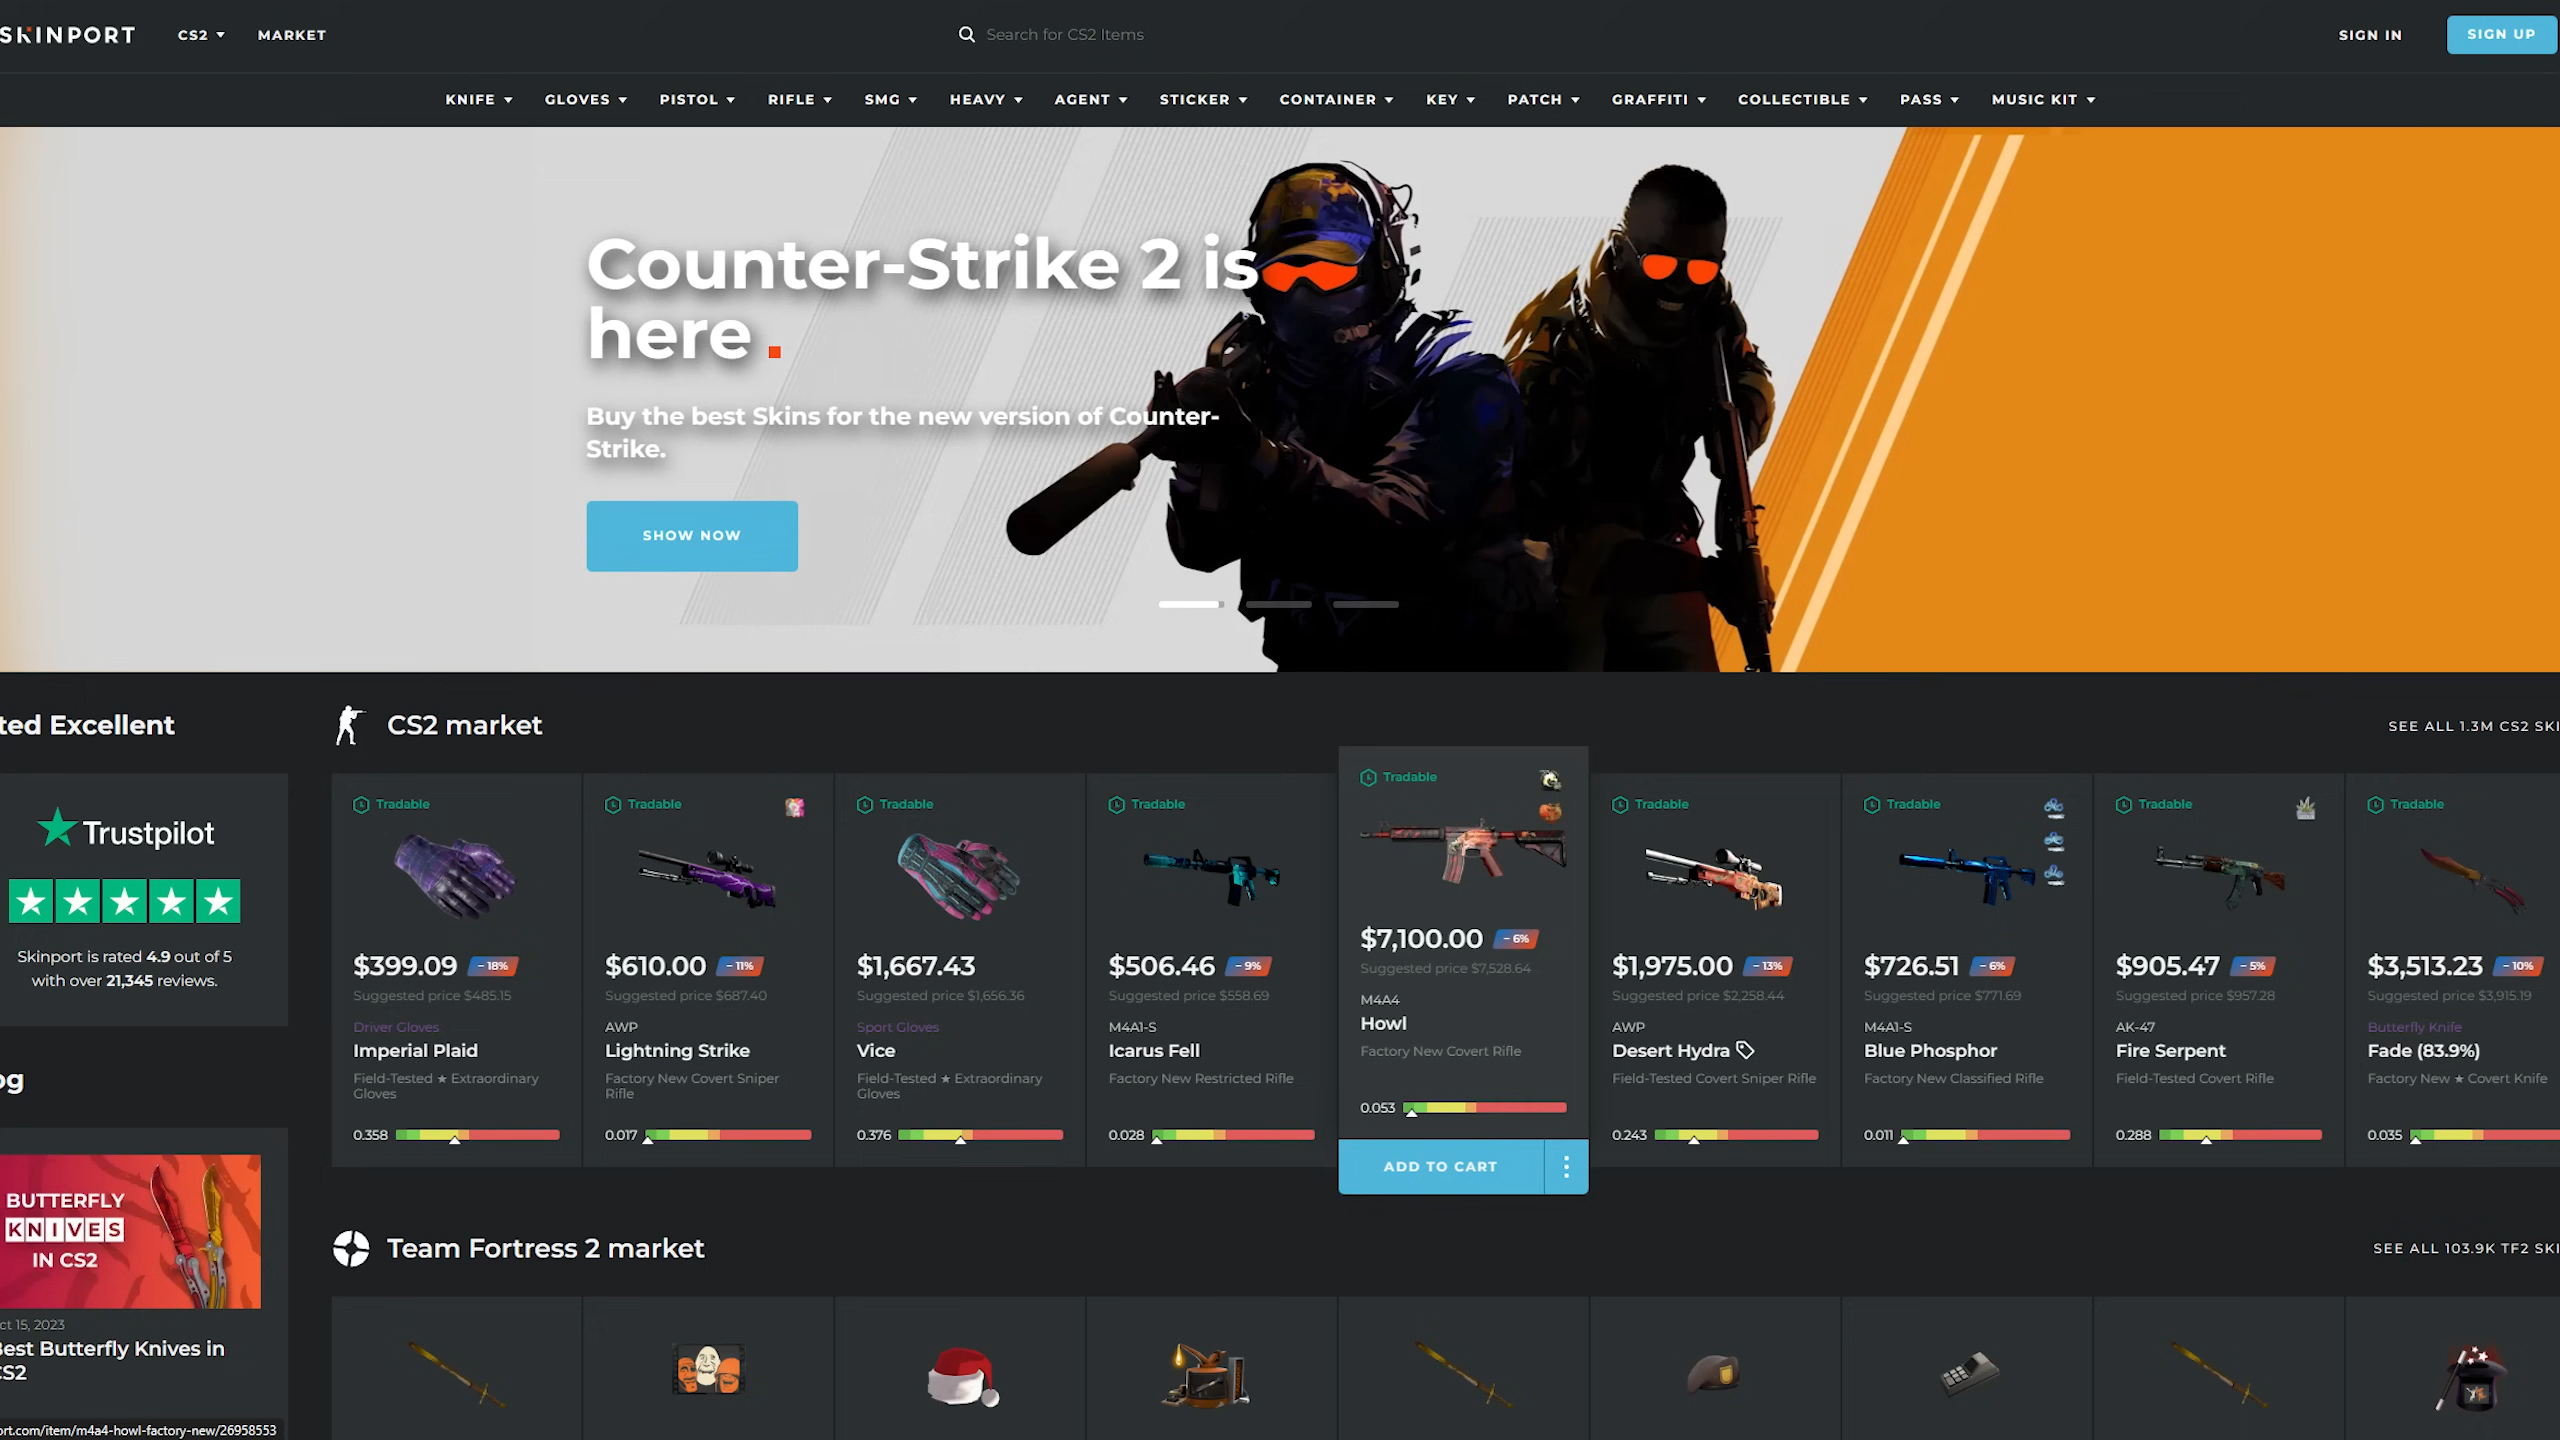 SKINPORT
CS2
MARKET
Search for CS2 Items
SIGN IN
SIGN UP
KNIFE
GLOVES
PISTOL
RIFLE
SMG
HEAVY
AGENT
STICKER
CONTAINER
KEY
PATCH
GRAFFITI
COLLECTIBLE
PASS
MUSIC KIT
Counter-Strike 2 is
here .
Buy the best Skins for the new version of Counter-
Strike.
SHOW NOW
ted Excellent
Trustpilot
Skinport is rated 4.9 out of 5
with over 21,345 reviews.
og
BUTTERFLY
KNIVES
IN CS2
ct 15, 2023
Best Butterfly Knives in
CS2
CS2 market
SEE ALL 1.3M CS2 SKI
Tradable
$399.09
- 18%
Suggested price $485.15
Driver Gloves
Imperial Plaid
Field-Tested ★ Extraordinary
Gloves
0.358
Tradable
$610.00
- 11%
Suggested price $687.40
AWP
Lightning Strike
Factory New Covert Sniper
Rifle
0.017
Tradable
$1,667.43
Suggested price $1,656.36
Sport Gloves
Vice
Field-Tested ★ Extraordinary
Gloves
0.376
Tradable
$506.46
- 9%
Suggested price $558.69
M4A1-S
Icarus Fell
Factory New Restricted Rifle
0.028
Tradable
$7,100.00
- 6%
Suggested price $7,528.64
M4A4
Howl
Factory New Covert Rifle
0.053
ADD TO CART
Tradable
$1,975.00
- 13%
Suggested price $2,258.44
AWP
Desert Hydra
Field-Tested Covert Sniper Rifle
0.243
Tradable
$726.51
- 6%
Suggested price $771.69
M4A1-S
Blue Phosphor
Factory New Classified Rifle
0.011
Tradable
$905.47
- 5%
Suggested price $957.28
AK-47
Fire Serpent
Field-Tested Covert Rifle
0.288
Tradable
$3,513.23
- 10%
Suggested price $3,915.19
Butterfly Knife
Fade (83.9%)
Factory New ★ Covert Knife
0.035
Team Fortress 2 market
SEE ALL 103.9K TF2 SKI
ort.com/item/m4a4-howl-factory-new/26958553